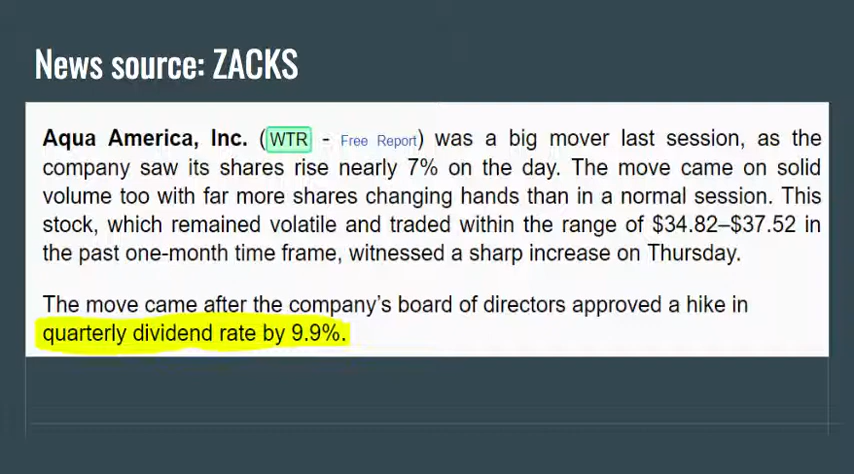 News source: ZACKS
Aqua America, Inc. (WTR - Free Report) was a big mover last session, as the
company saw its shares rise nearly 7% on the day. The move came on solid
volume too with far more shares changing hands than in a normal session. This
stock, which remained volatile and traded within the range of $34.82–$37.52 in
the past one-month time frame, witnessed a sharp increase on Thursday.
The move came after the company's board of directors approved a hike in
quarterly dividend rate by 9.9%.